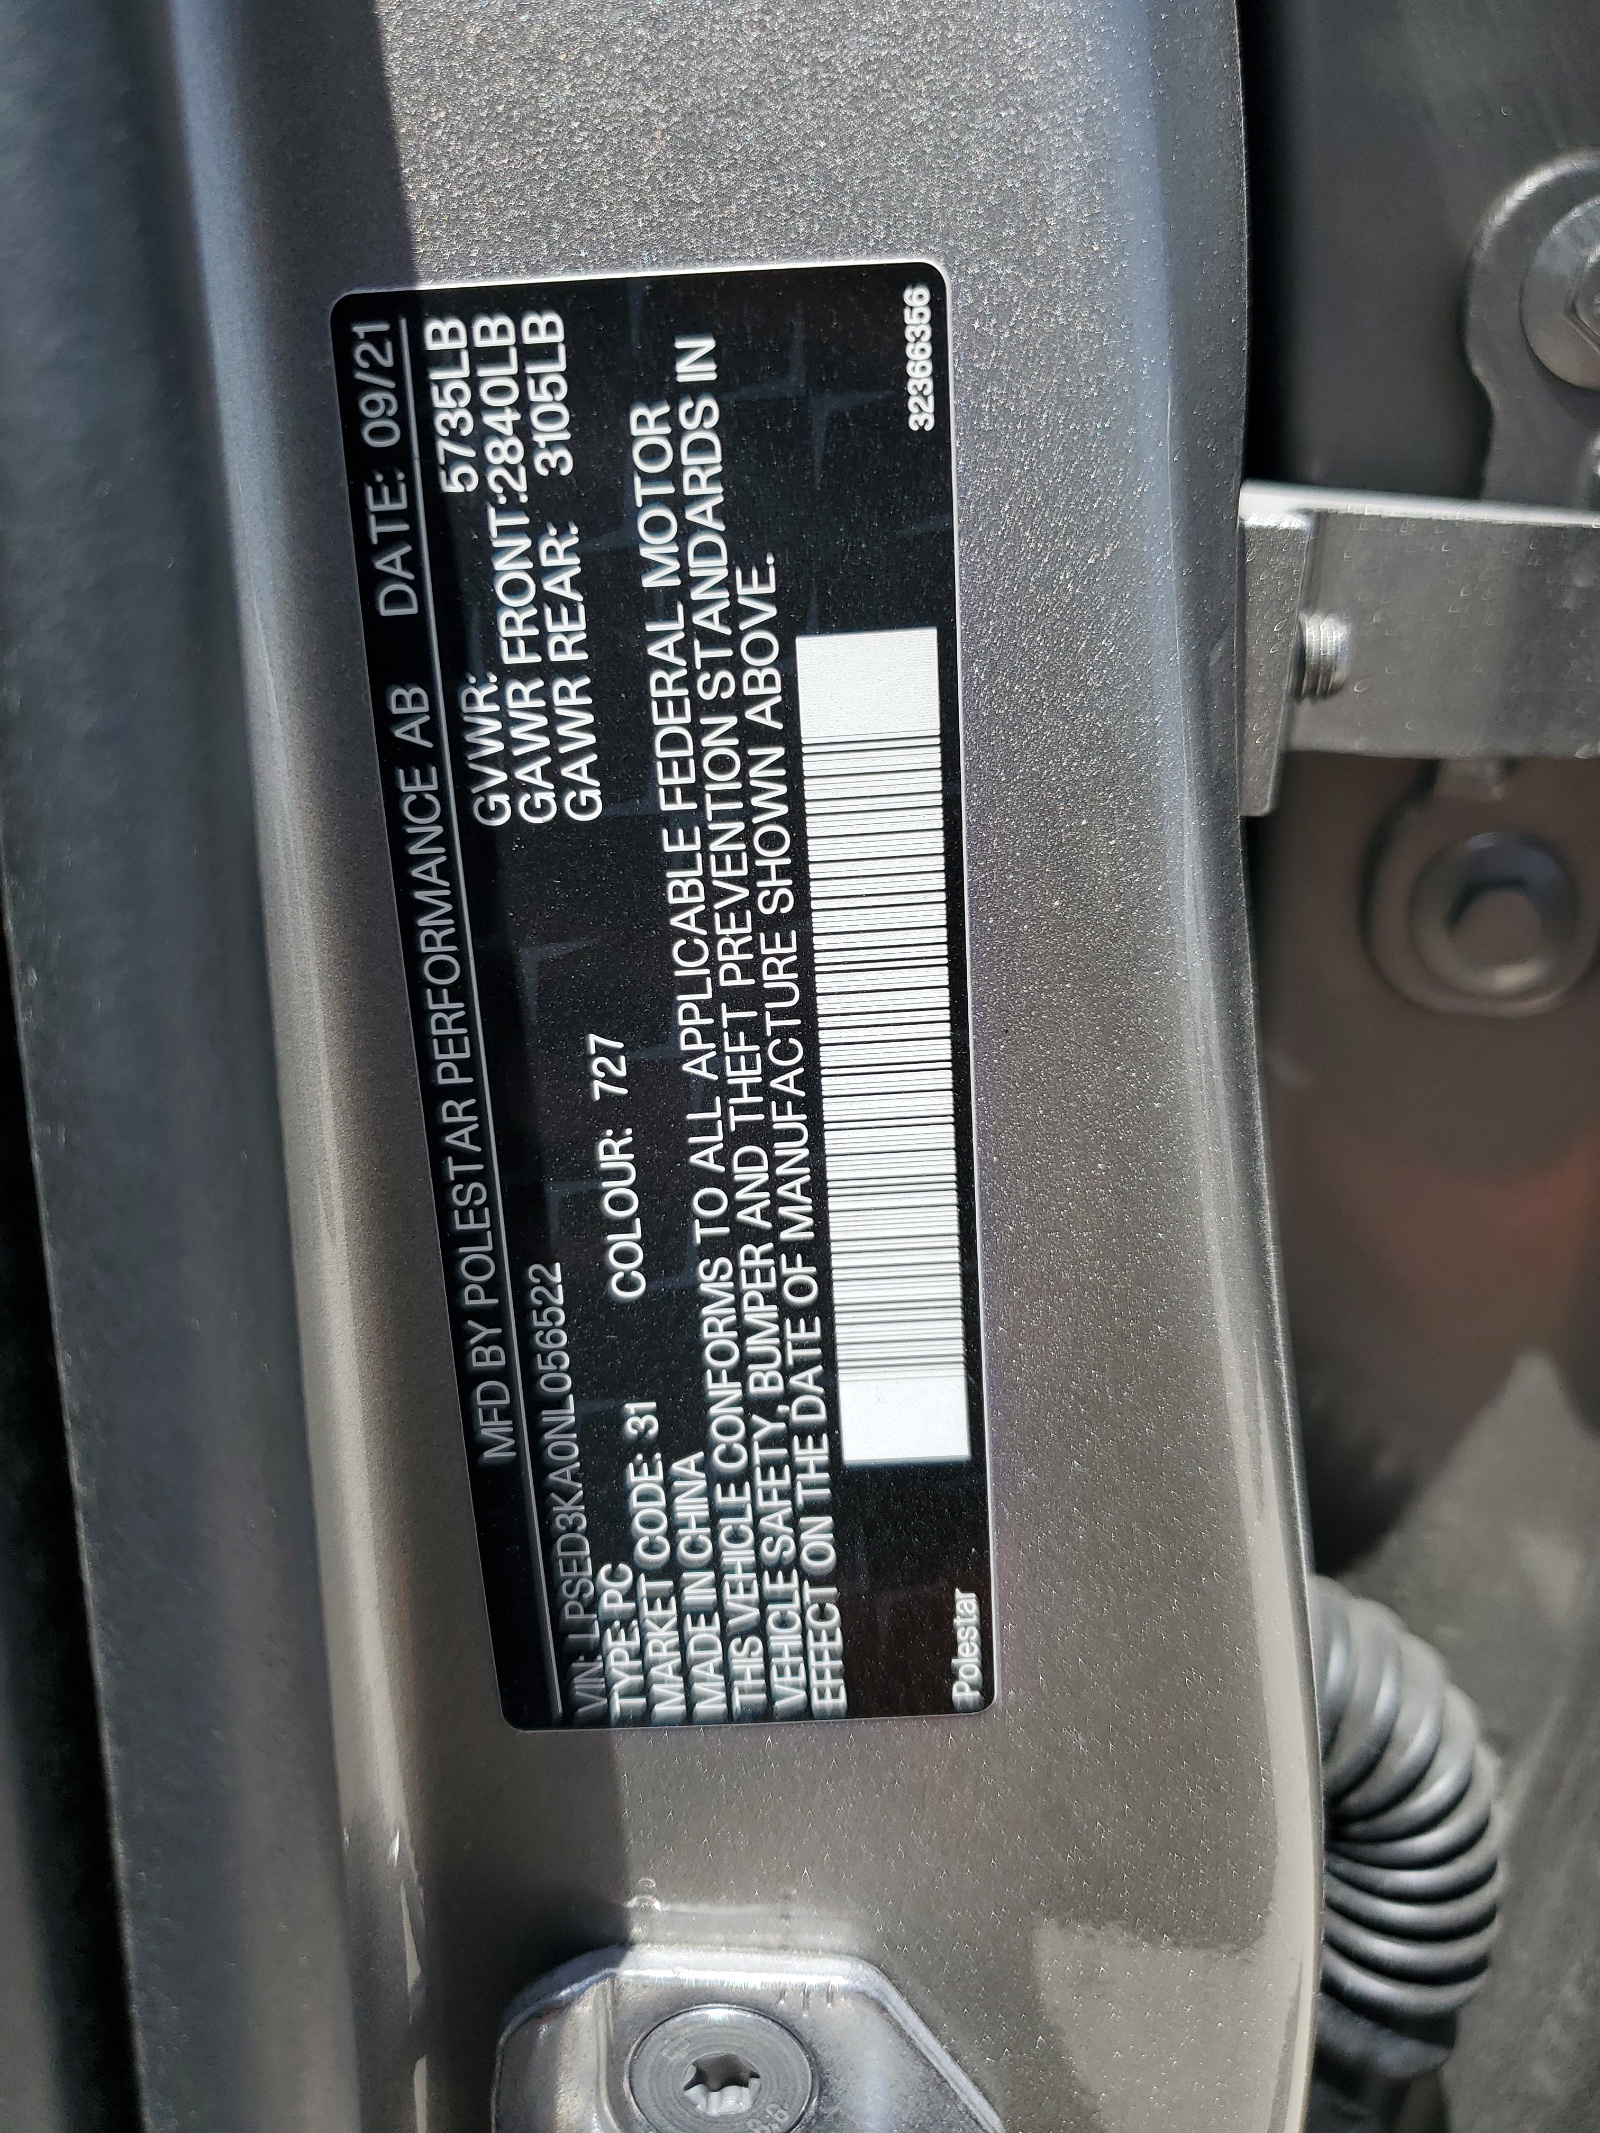 MFD BY POLESTAR PERFORMANCE AB DATE: 09/21
VIN: LPSED3KA0NL056522
GVWR: 5735LB
TYPE: PC
GAWR FRONT:2840LB
MARKET CODE: 31 COLOUR: 727
GAWR REAR: 3105LB
MADE IN CHINA
THIS VEHICLE CONFORMS TO ALL APPLICABLE FEDERAL MOTOR
VEHICLE SAFETY, BUMPER AND THEFT PREVENTION STANDARDS IN
EFFECT ON THE DATE OF MANUFACTURE SHOWN ABOVE.
Polestar
32366356